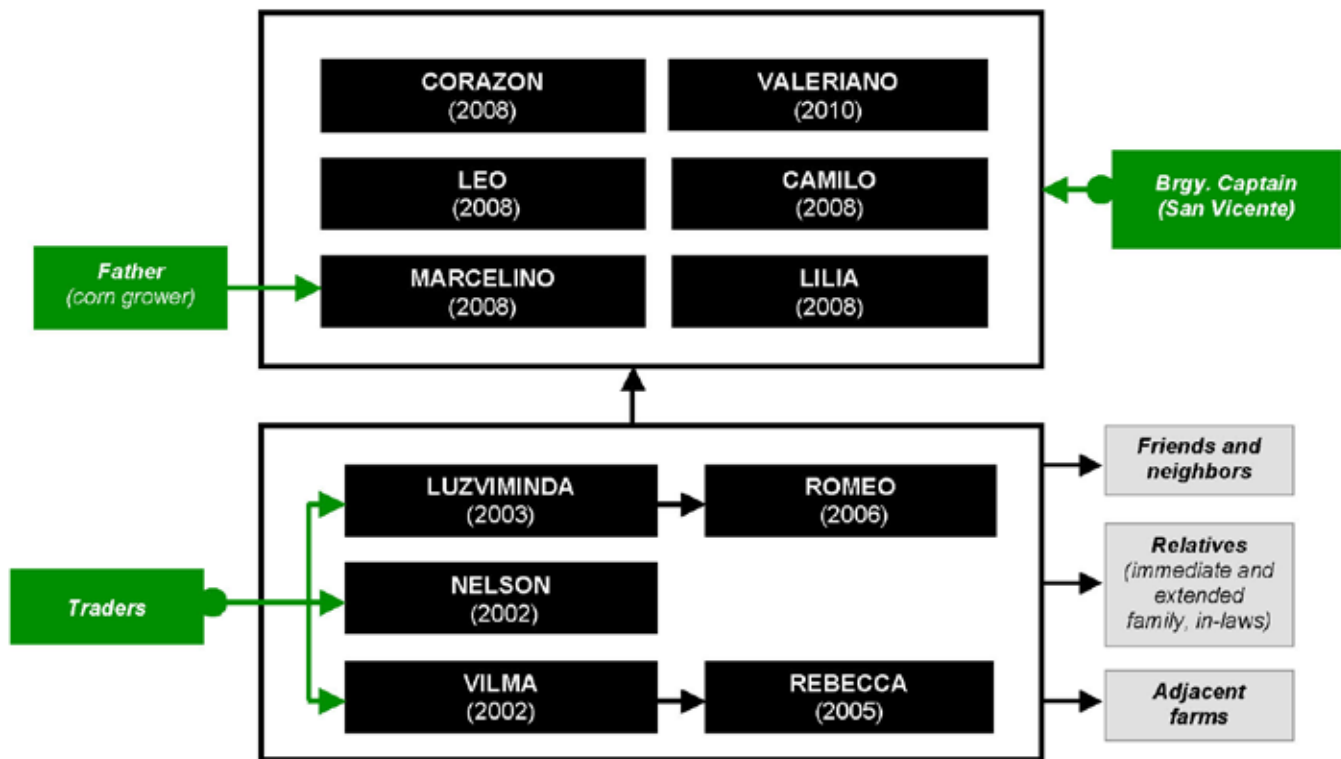 CORAZON
(2008)
VALERIANO
(2010)
LEO
(2008)
CAMILO
(2008)
Brgy. Captain
(San Vicente)
Father
(corn grower)
MARCELINO
(2008)
LILIA
(2008)
LUZVIMINDA
(2003)
ROMEO
(2006)
Friends and
neighbors
Traders
NELSON
(2002)
Relatives
(immediate and
extended
family, in-laws)
VILMA
(2002)
REBECCA
(2005)
Adjacent
farms